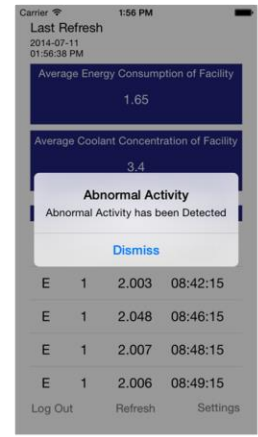 Carrier 1:56 PM
Last Refresh
2014-07-11
01:56:38 PM
Average Energy Consumption of Facility
1.65
Average Coolant Concentration of Facility
3.4
Abnormal Activity
Abnormal Activity has been Detected
Dismiss
E 1 2.003 08:42:15
E 1 2.048 08:46:15
E 1 2.007 08:48:15
E 1 2.006 08:49:15
Log Out Refresh Settings